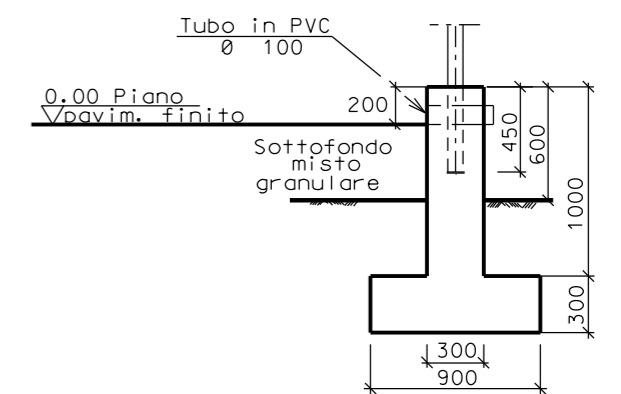 Tubo in PVC
Ø 100
0.00 Piano
pavim. finito
200
Sottofondo
misto
granulare
450
600
1000
300
300
900